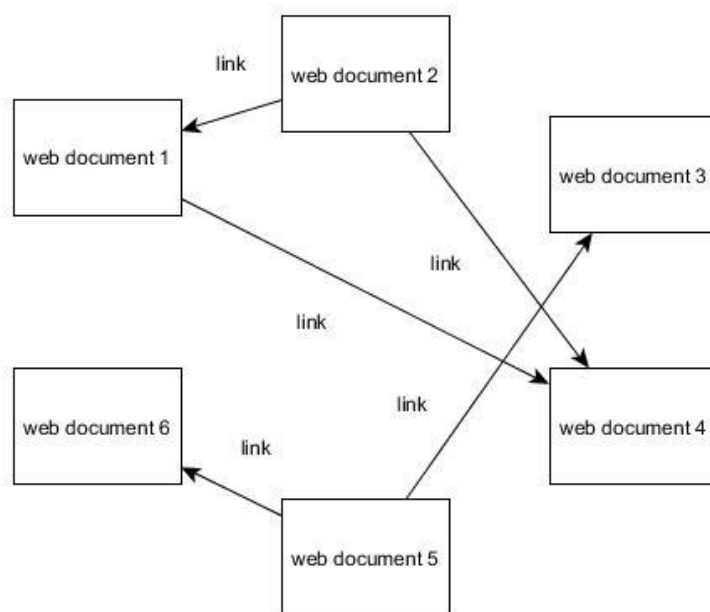 link
web document 2
web document 1
web document 3
link
link
link
web document 6
web document 4
link
web document 5